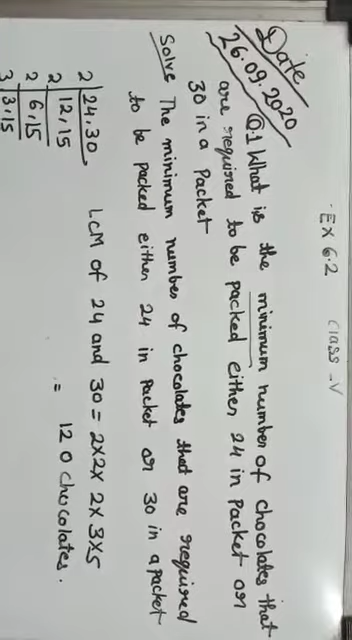 EX 6.2 Class - V
Date
26.09.2020
Q.1 What is the minimum number of chocolates that
are required to be packed either 24 in packet or
30 in a Packet
Solve The minimum number of chocolates that are required
to be packed either 24 in packet or 30 in a packet
2 | 24.30 LCM of 24 and 30 = 2x2x2x3x5
2 | 12,15 = 120 chocolates.
2 | 6,15
3 | 3.15